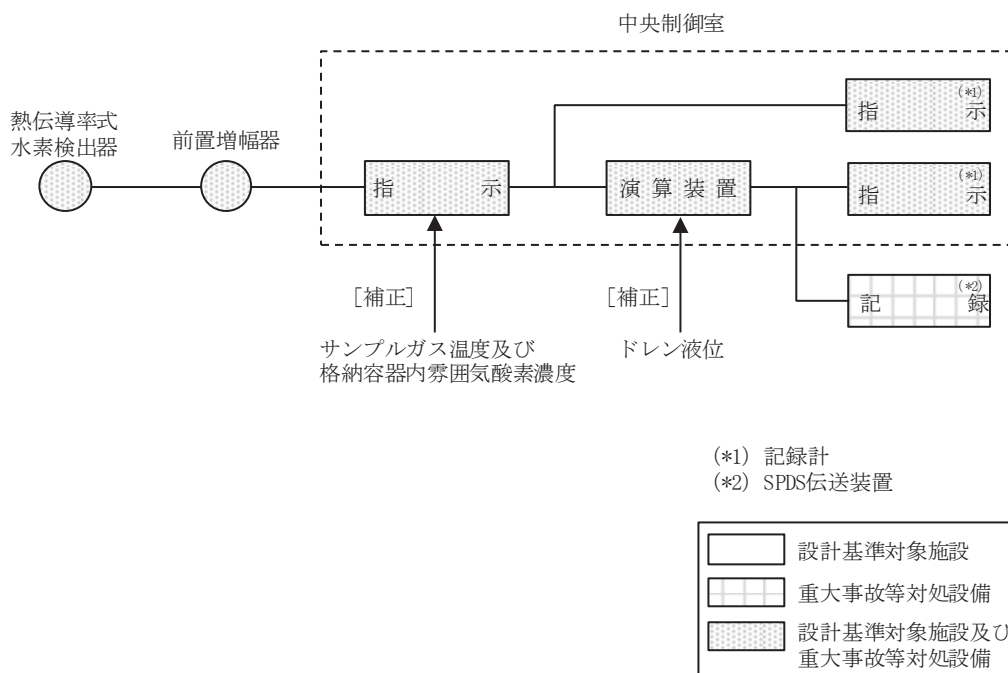 中央制御室
熱伝導率式
水素検出器
前置増幅器
指 示
演 算 装 置
(*1)
指 示
(*1)
指 示
(*2)
記 録
[補正]
[補正]
サンプルガス温度及び
格納容器内雰囲気酸素濃度
ドレン液位
(*1) 記録計
(*2) SPDS伝送装置
設計基準対象施設
重大事故等対処設備
設計基準対象施設及び
重大事故等対処設備